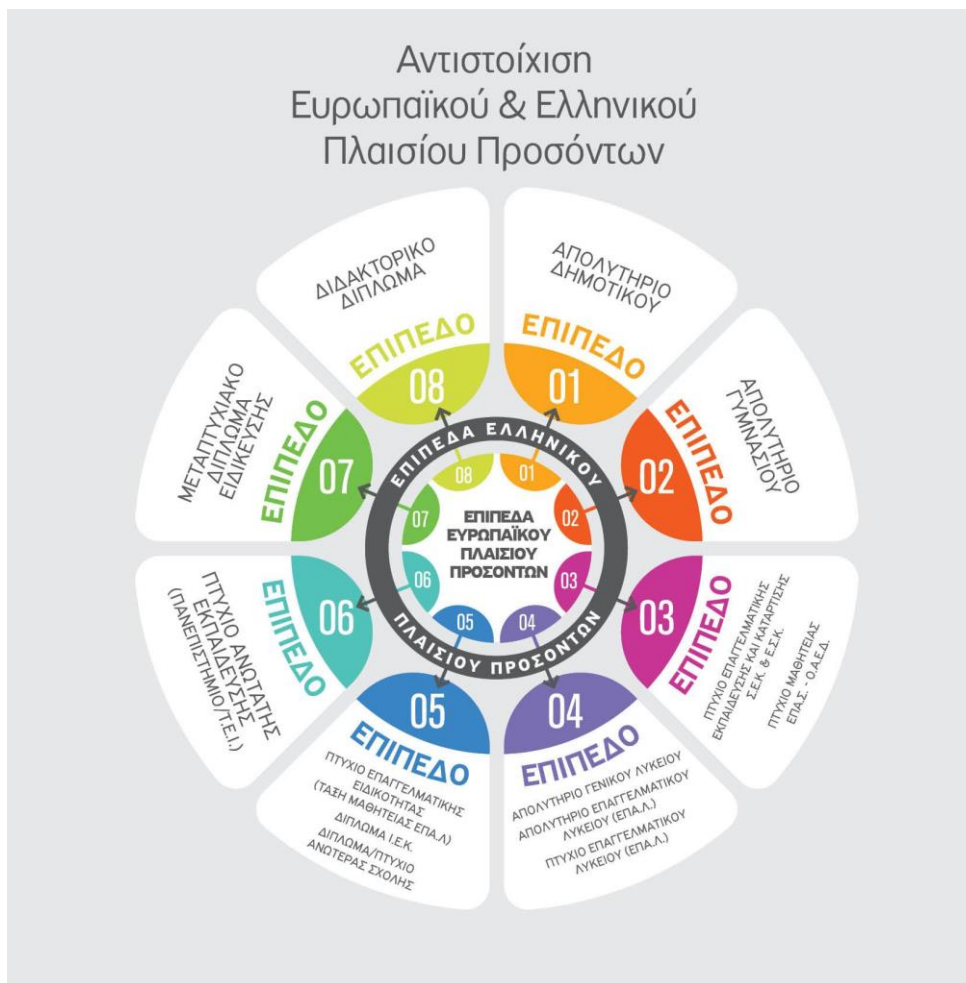 Αντιστοίχιση
Ευρωπαϊκού & Ελληνικού
Πλαισίου Προσόντων
ΑΠΟΛΥΤΗΡΙΟ
ΔΗΜΟΤΙΚΟΥ
ΕΠΙΠΕΔΟ
01
ΑΠΟΛΥΤΗΡΙΟ
ΓΥΜΝΑΣΙΟΥ
ΕΠΙΠΕΔΟ
02
ΕΠΙΠΕΔΟ
03
ΠΤΥΧΙΟ ΕΠΑΓΓΕΛΜΑΤΙΚΗΣ
ΕΚΠΑΙΔΕΥΣΗΣ ΚΑΙ ΚΑΤΑΡΤΙΣΗΣ
Σ.Ε.Κ. & Ε.Σ.Κ.
ΠΤΥΧΙΟ ΜΑΘΗΤΕΙΑΣ
ΕΠΑ.Σ. - Ο.Α.Ε.Δ.
04
ΕΠΙΠΕΔΟ
ΑΠΟΛΥΤΗΡΙΟ ΓΕΝΙΚΟΥ ΛΥΚΕΙΟΥ
ΑΠΟΛΥΤΗΡΙΟ ΕΠΑΓΓΕΛΜΑΤΙΚΟΥ
ΛΥΚΕΙΟΥ (ΕΠΑ.Λ.)
ΠΤΥΧΙΟ ΕΠΑΓΓΕΛΜΑΤΙΚΟΥ
ΛΥΚΕΙΟΥ (ΕΠΑ.Λ.)
05
ΕΠΙΠΕΔΟ
ΠΤΥΧΙΟ ΕΠΑΓΓΕΛΜΑΤΙΚΗΣ
ΕΙΔΙΚΟΤΗΤΑΣ
(ΤΑΞΗ ΜΑΘΗΤΕΙΑΣ ΕΠΑ.Λ)
ΔΙΠΛΩΜΑ Ι.Ε.Κ.
ΔΙΠΛΩΜΑ/ΠΤΥΧΙΟ
ΑΝΩΤΕΡΑΣ ΣΧΟΛΗΣ
06
ΕΠΙΠΕΔΟ
ΠΤΥΧΙΟ ΑΝΩΤΑΤΗΣ
ΕΚΠΑΙΔΕΥΣΗΣ
(ΠΑΝΕΠΙΣΤΗΜΙΟ/Τ.Ε.Ι.)
ΜΕΤΑΠΤΥΧΙΑΚΟ
ΔΙΠΛΩΜΑ
ΕΙΔΙΚΕΥΣΗΣ
ΕΠΙΠΕΔΟ
07
ΔΙΔΑΚΤΟΡΙΚΟ
ΔΙΠΛΩΜΑ
ΕΠΙΠΕΔΟ
08
ΕΠΙΠΕΔΑ ΕΛΛΗΝΙΚΟΥ
ΠΛΑΙΣΙΟΥ ΠΡΟΣΟΝΤΩΝ
01
02
03
04
05
06
07
08
ΕΠΙΠΕΔΑ
ΕΥΡΩΠΑΪΚΟΥ
ΠΛΑΙΣΙΟΥ
ΠΡΟΣΟΝΤΩΝ